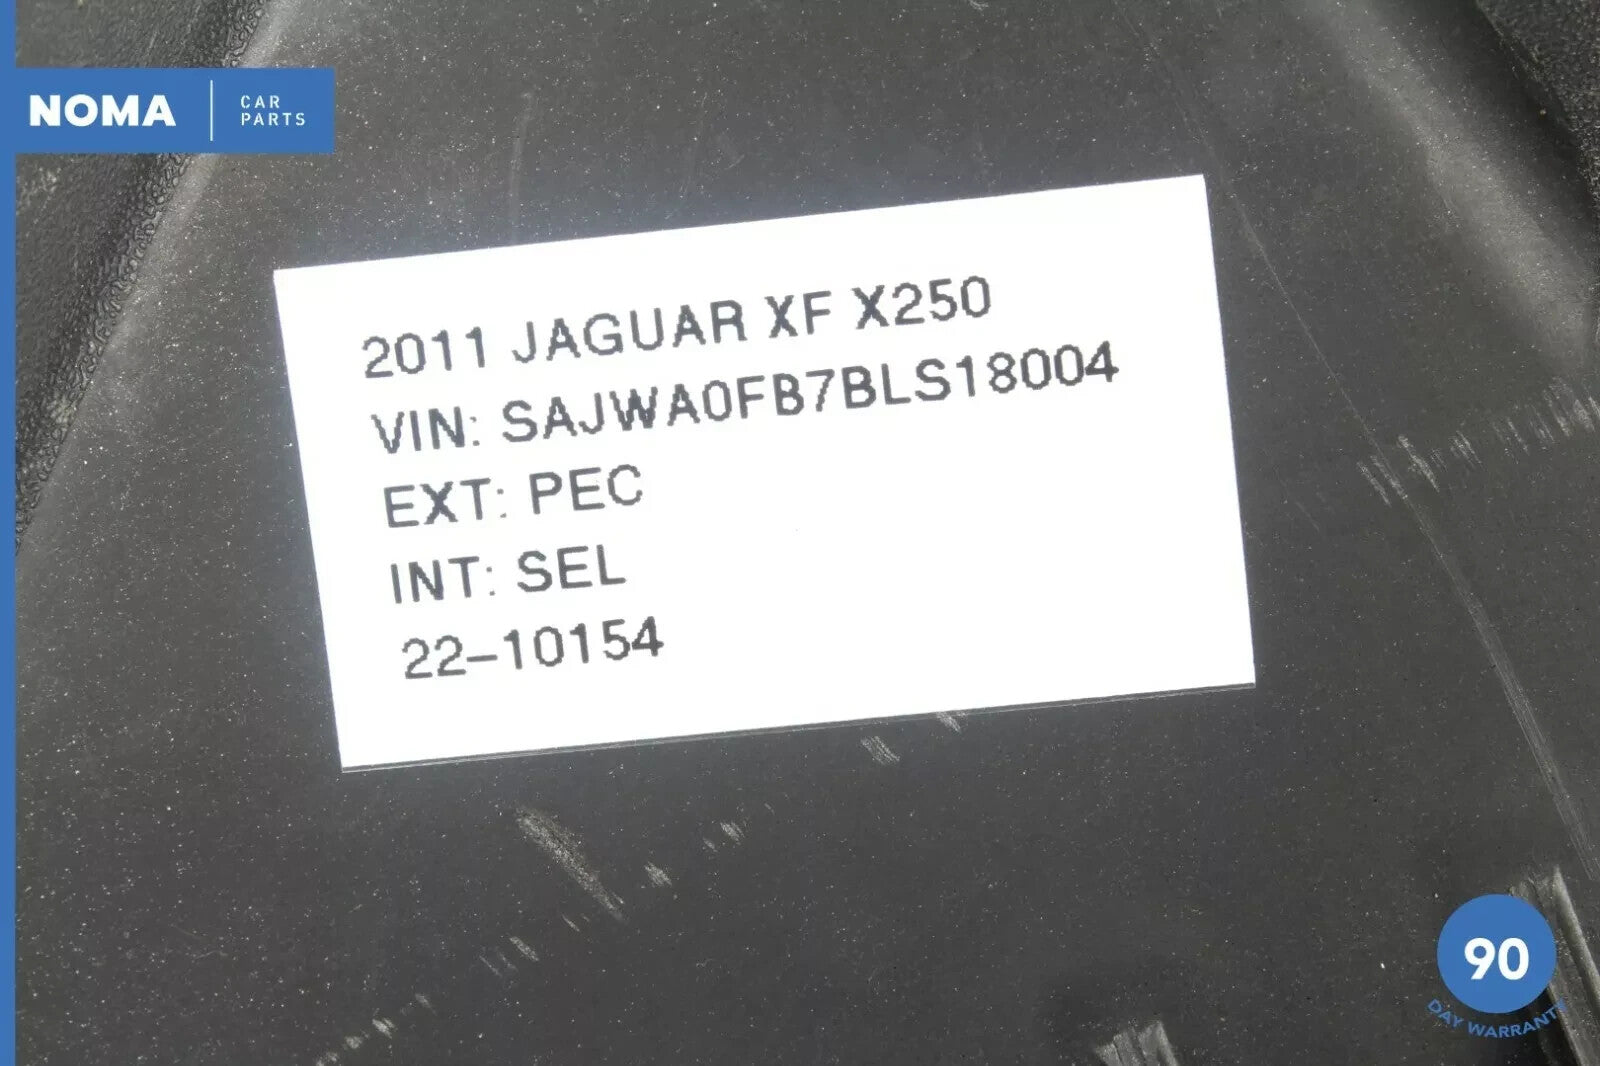 NOMA
CAR
PARTS
2011 JAGUAR XF X250
VIN: SAJWA0FB7BLS18004
EXT: PEC
INT: SEL
22-10154
90
DAY WARRANTY